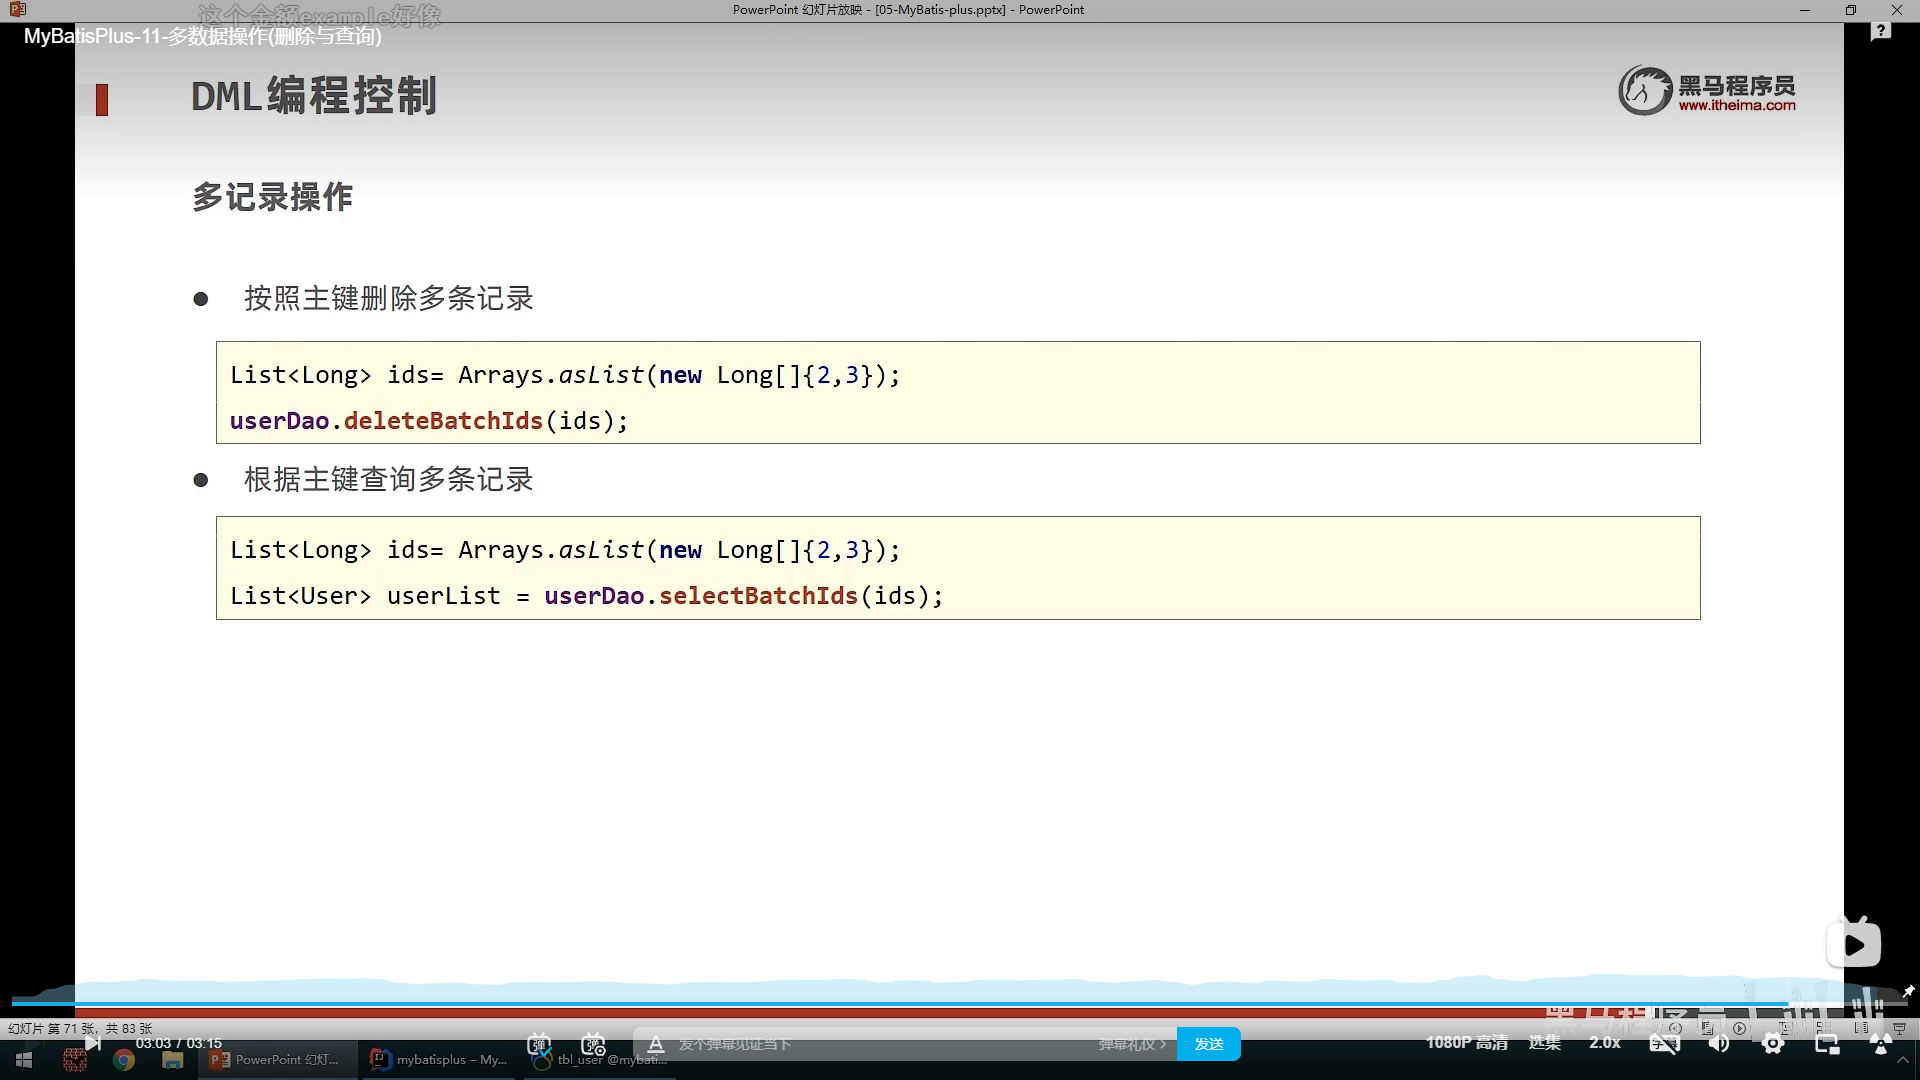 PowerPoint 幻灯片放映 - [05-MyBatis-plus.pptx] - PowerPoint
这个金额example好像
MyBatisPlus-11-多数据操作(删除与查询)
DML编程控制
黑马程序员
www.itheima.com
多记录操作
按照主键删除多条记录
List<Long> ids= Arrays.asList(new Long[]{2,3});
userDao.deleteBatchIds(ids);
根据主键查询多条记录
List<Long> ids= Arrays.asList(new Long[]{2,3});
List<User> userList = userDao.selectBatchIds(ids);
幻灯片 第 71 张，共 83 张
03:03 / 03:15
发个弹幕见证当下
弹幕礼仪 >
发送
1080P 高清
选集
2.0x
PowerPoint 幻灯...
mybatisplus – My...
tbl_user @mybati...